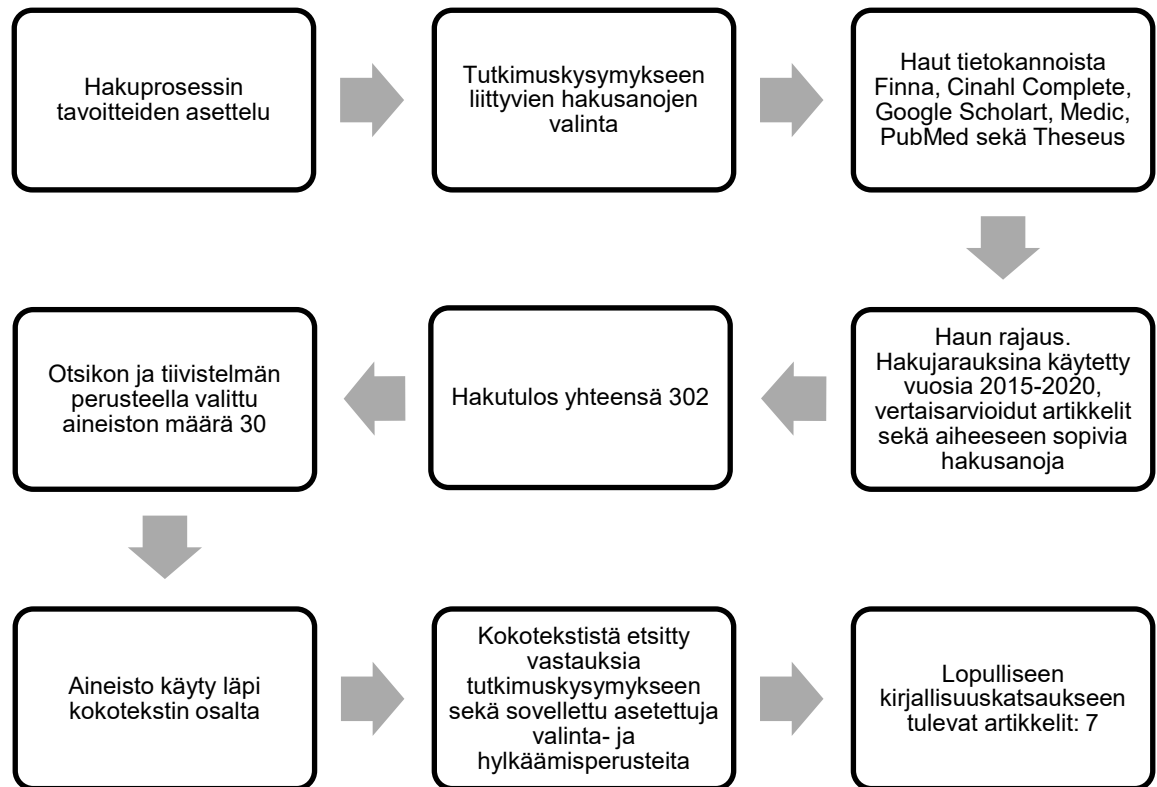 Hakuprosessin
tavoitteiden asettelu
Tutkimuskysymykseen
liittyvien hakusanojen
valinta
Haut tietokannoista
Finna, Cinahl Complete,
Google Scholart, Medic,
PubMed sekä Theseus
Haun rajaus.
Hakujarauksina käytetty
vuosia 2015-2020,
vertaisarvioidut artikkelit
sekä aiheeseen sopivia
hakusanoja
Hakutulos yhteensä 302
Otsikon ja tiivistelmän
perusteella valittu
aineiston määrä 30
Aineisto käyty läpi
kokotekstin osalta
Kokotekstistä etsitty
vastauksia
tutkimuskysymykseen
sekä sovellettu asetettuja
valinta- ja
hylkäämisperusteita
Lopulliseen
kirjallisuuskatsaukseen
tulevat artikkelit: 7